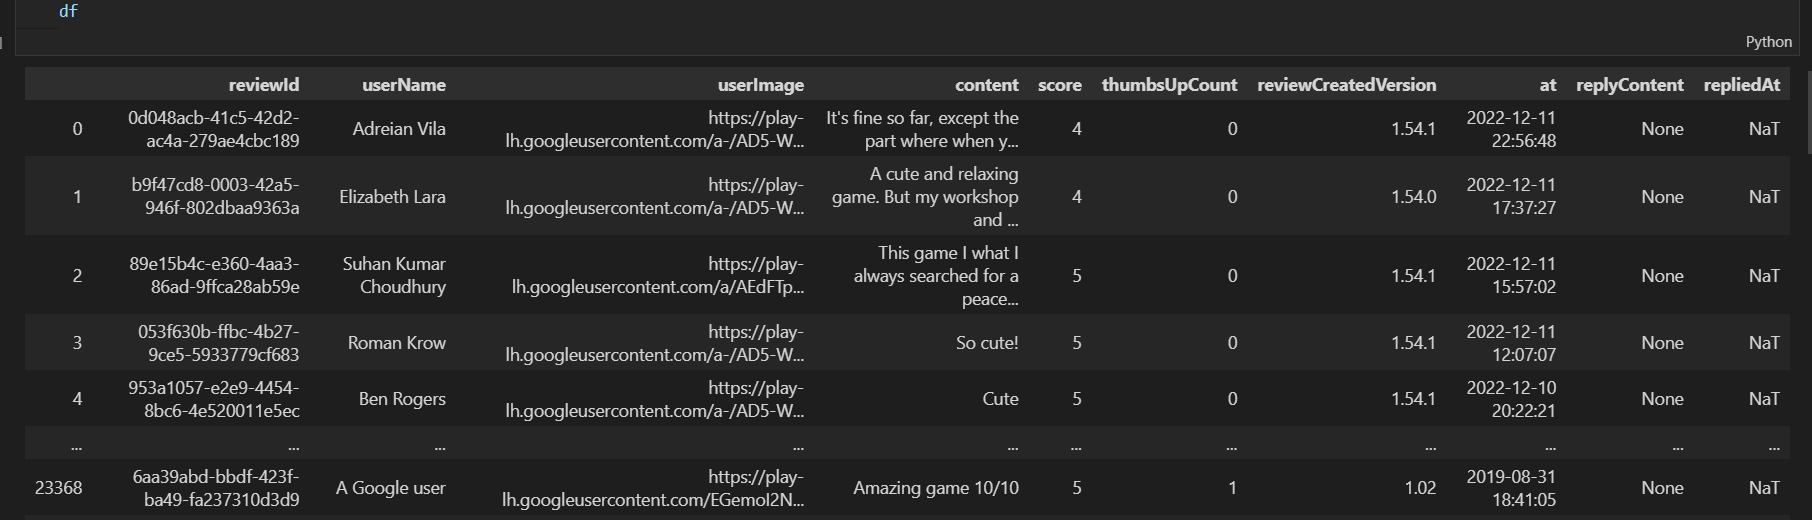 df
Python
reviewId userName userImage content score thumbsUpCount reviewCreatedVersion at replyContent repliedAt
0 0d048acb-41c5-42d2-ac4a-279ae4cbc189 Adreian Vila https://play-lh.googleusercontent.com/a-/AD5-W... It's fine so far, except the part where when y... 4 0 1.54.1 2022-12-11 22:56:48 None NaT
1 b9f47cd8-0003-42a5-946f-802dbaa9363a Elizabeth Lara https://play-lh.googleusercontent.com/a-/AD5-W... A cute and relaxing game. But my workshop and ... 4 0 1.54.0 2022-12-11 17:37:27 None NaT
2 89e15b4c-e360-4aa3-86ad-9ffca28ab59e Suhan Kumar Choudhury https://play-lh.googleusercontent.com/a/AEdFTp... This game I what I always searched for a peace... 5 0 1.54.1 2022-12-11 15:57:02 None NaT
3 053f630b-ffbc-4b27-9ce5-5933779cf683 Roman Krow https://play-lh.googleusercontent.com/a-/AD5-W... So cute! 5 0 1.54.1 2022-12-11 12:07:07 None NaT
4 953a1057-e2e9-4454-8bc6-4e520011e5ec Ben Rogers https://play-lh.googleusercontent.com/a-/AD5-W... Cute 5 0 1.54.1 2022-12-10 20:22:21 None NaT
... ... ... ... ... ... ... ... ... ... ...
23368 6aa39abd-bbdf-423f-ba49-fa237310d3d9 A Google user https://play-lh.googleusercontent.com/EGemol2N... Amazing game 10/10 5 1 1.02 2019-08-31 18:41:05 None NaT